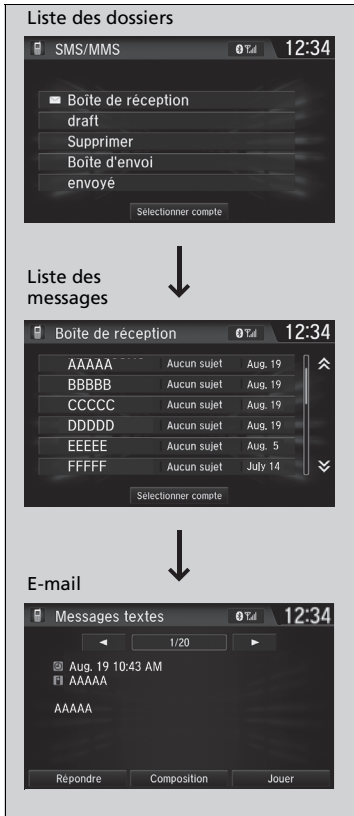 Liste des dossiers
SMS/MMS 12:34
Boîte de réception
draft
Supprimer
Boîte d'envoi
envoyé
Sélectionner compte
Liste des
messages
Boîte de réception 12:34
AAAAA Aucun sujet Aug. 19
BBBBB Aucun sujet Aug. 19
CCCCC Aucun sujet Aug. 19
DDDDD Aucun sujet Aug. 19
EEEEE Aucun sujet Aug. 5
FFFFF Aucun sujet July 14
Sélectionner compte
E-mail
Messages textes 12:34
1/20
Aug. 19 10:43 AM
AAAAA
AAAAA
Répondre Composition Jouer